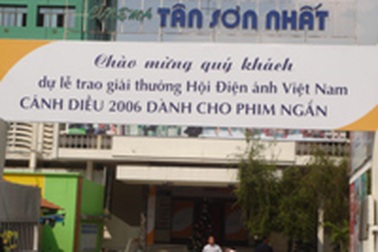 TÂN SƠN NHẤT
Chào mừng quý khách
dự lễ trao giải thưởng Hội Điện ảnh Việt Nam
CÁNH DIỀU 2006 DÀNH CHO PHIM NGẮN